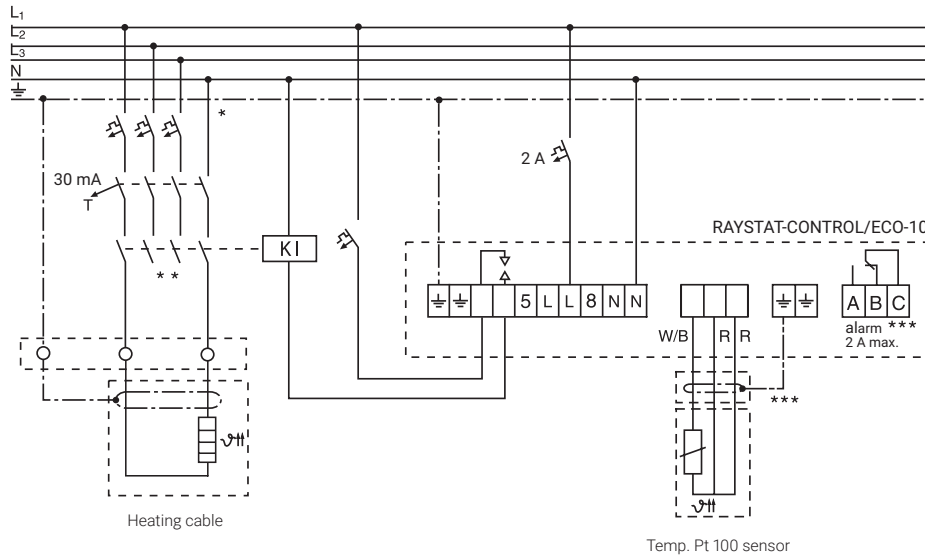 L1
L2
L3
N
*
30 mA
T
* *
KI
2 A
RAYSTAT-CONTROL/ECO-10
5 L L 8 N N
A B C
W/B R R
alarm ***
2 A max.
***
ϑ
ϑ
Heating cable
Temp. Pt 100 sensor